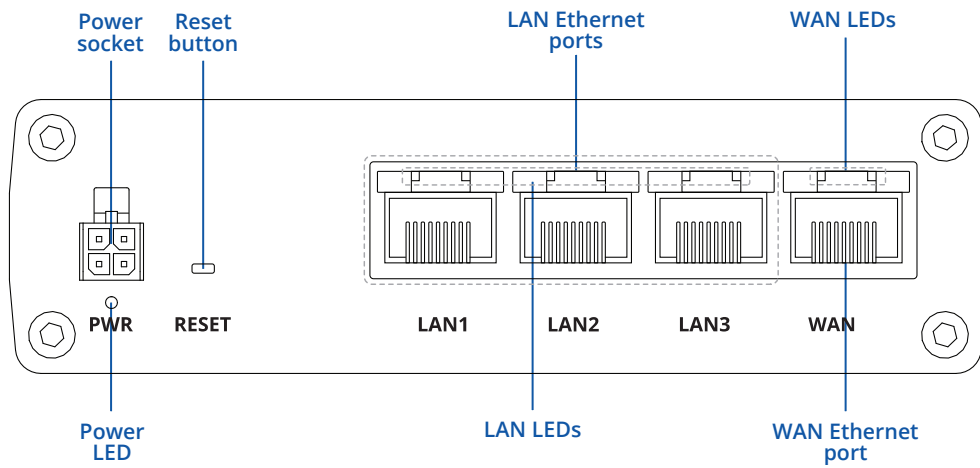 Power
socket
Reset
button
LAN Ethernet
ports
WAN LEDs
PWR
RESET
LAN1
LAN2
LAN3
WAN
Power
LED
LAN LEDs
WAN Ethernet
port